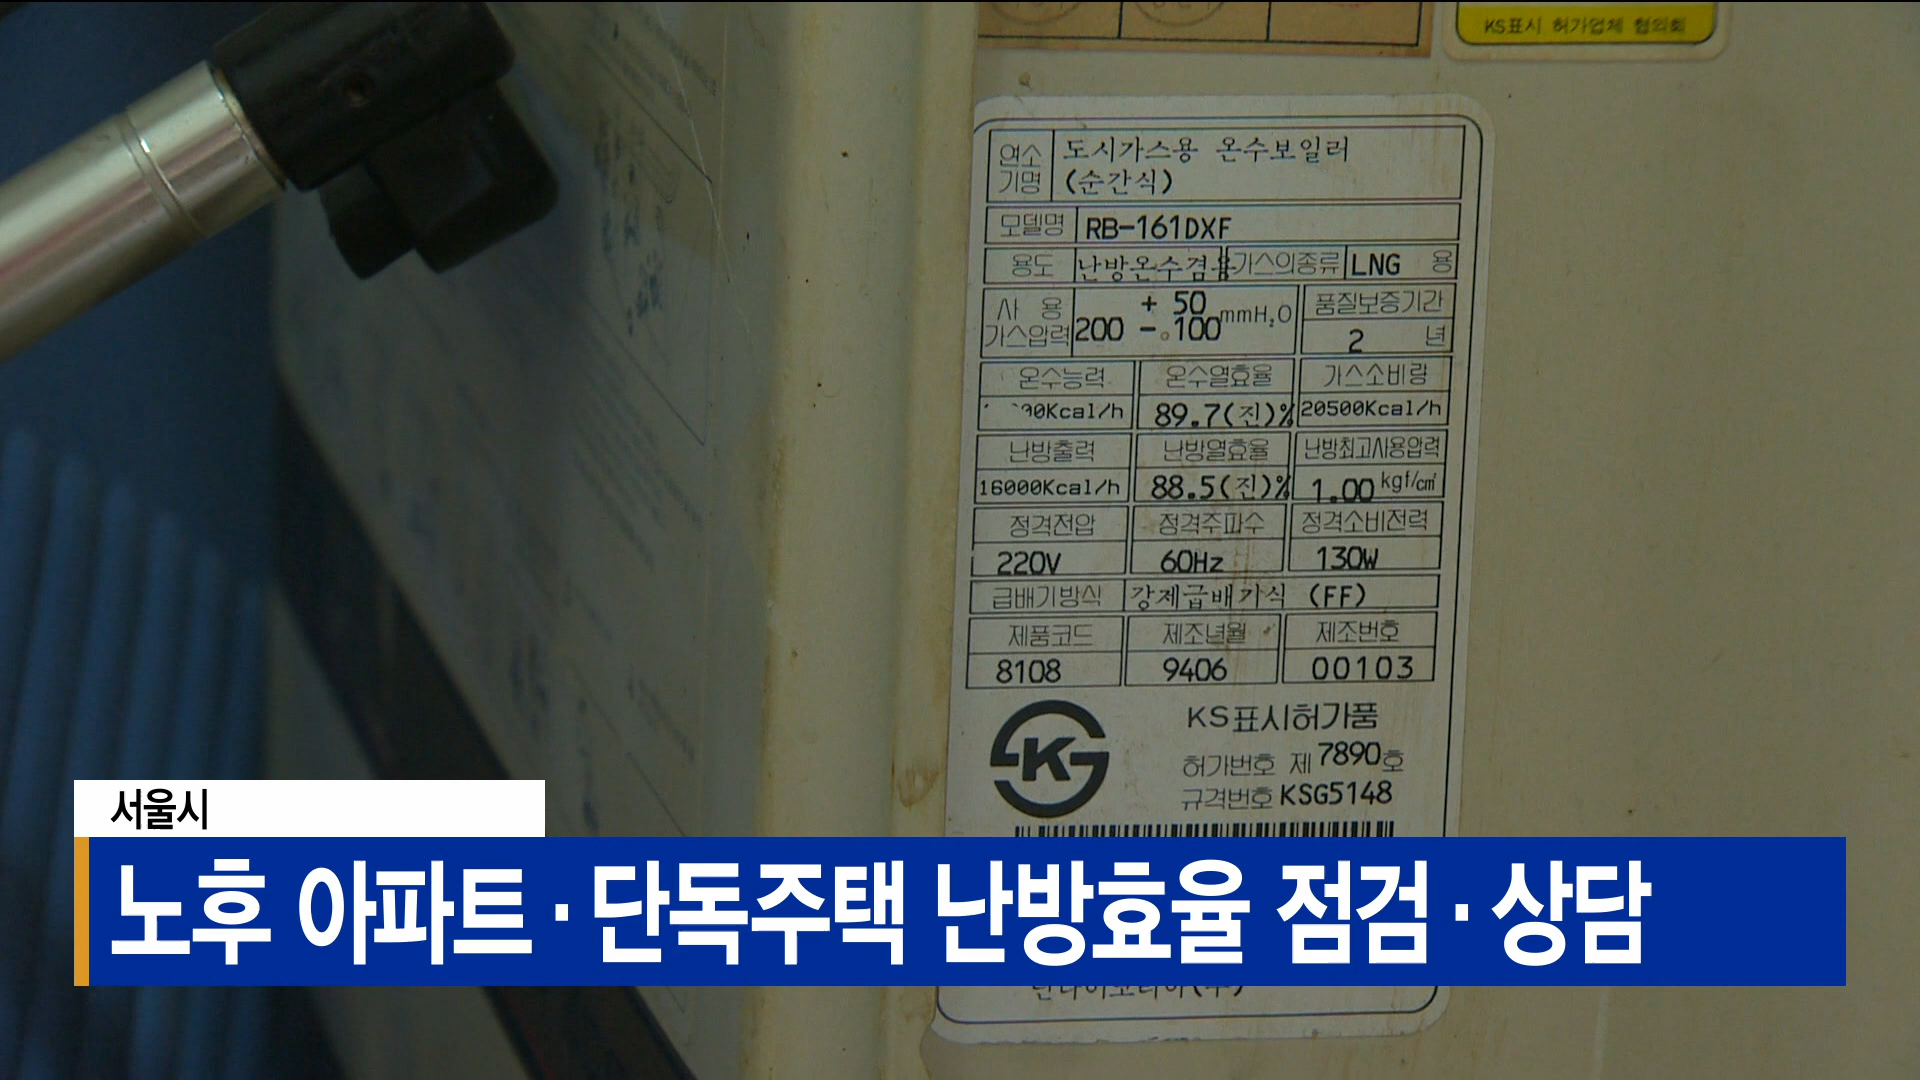 KS표시 허가업체 협의회
연소기명 도시가스용 온수보일러 (순간식)
모델명 RB-161DXF
용도 난방온수겸용 가스의종류 LNG 용
사용가스압력 200 + 50 - 100 mmH₂O 품질보증기간 2 년
온수능력 온수열효율 가스소비량
Kcal/h 89.7(진)% 20500Kcal/h
난방출력 난방열효율 난방최고사용압력
16000Kcal/h 88.5(진)% 1.00 kgf/㎠
정격전압 정격주파수 정격소비전력
220V 60Hz 130W
급배기방식 강제급배기식 (FF)
제품코드 제조년월 제조번호
8108 9406 00103
KS표시허가품
허가번호 제 7890호
규격번호 KSG5148
서울시
노후 아파트·단독주택 난방효율 점검·상담